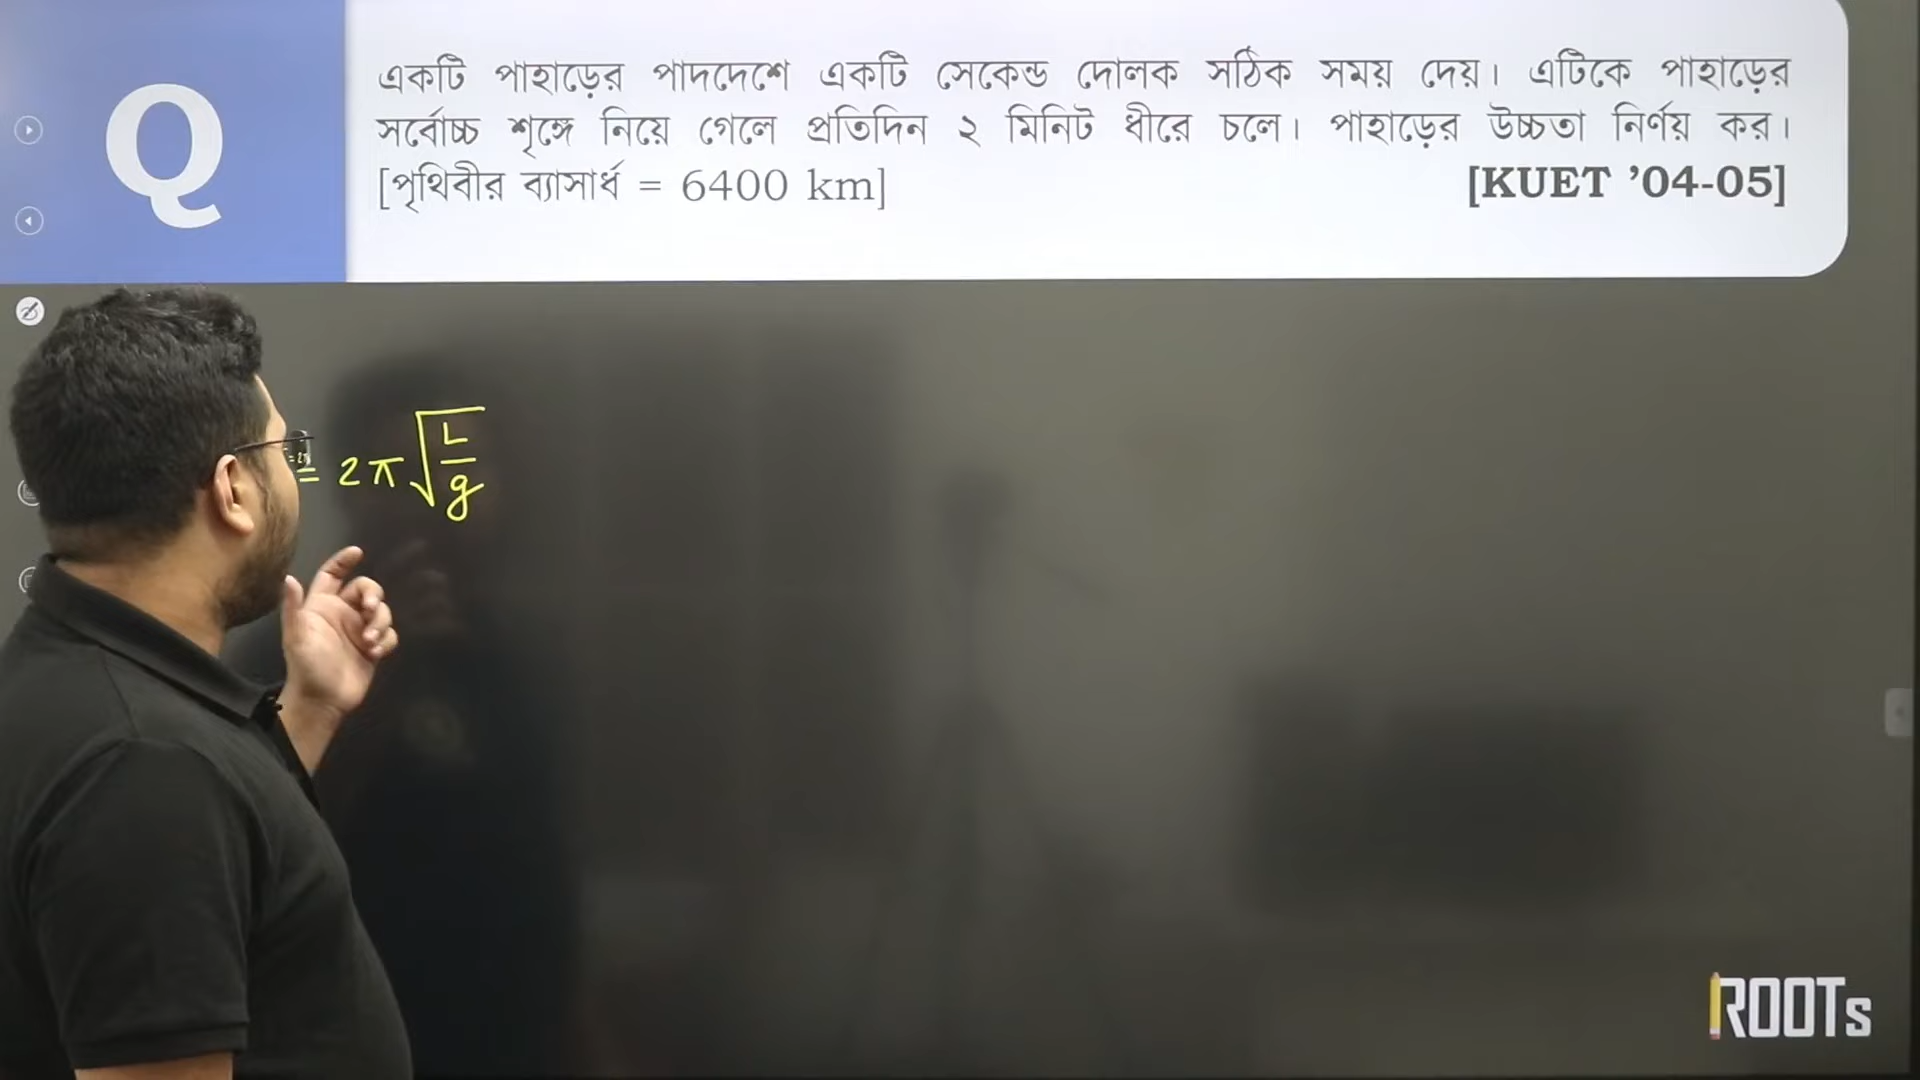 Q
একটি পাহাড়ের পাদদেশে একটি সেকেন্ড দোলক সঠিক সময় দেয়। এটিকে পাহাড়ের
সর্বোচ্চ শৃঙ্গে নিয়ে গেলে প্রতিদিন ২ মিনিট ধীরে চলে। পাহাড়ের উচ্চতা নির্ণয় কর।
[পৃথিবীর ব্যাসার্ধ = 6400 km] [KUET ’04-05]
= 2π√(L/g)
ROOTs